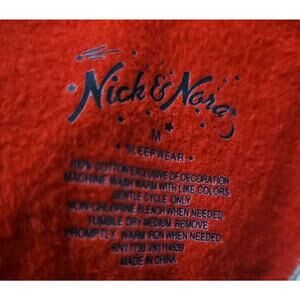 Nick & Nora
M
• SLEEPWEAR •
100% COTTON EXCLUSIVE OF DECORATION
MACHINE WASH WARM WITH LIKE COLORS.
GENTLE CYCLE ONLY
NON-CHLORINE BLEACH WHEN NEEDED.
TUMBLE DRY MEDIUM. REMOVE
PROMPTLY. WARM IRON WHEN NEEDED.
MADE IN CHINA